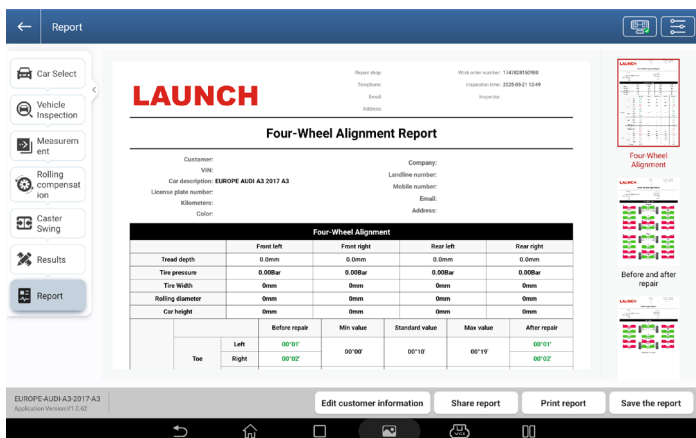 Report
Car Select
Vehicle
Inspection
Measurem
ent
Rolling
compensat
ion
Caster
Swing
Results
Report
LAUNCH
Repair shop:
Telephone:
Email:
Address:
Work order number: 1747828150980
Inspection time: 2025-05-21 13:49
Inspector:
Four-Wheel Alignment Report
Customer:
VIN:
Car description: EUROPE AUDI A3 2017 A3
License plate number:
Kilometers:
Color:
Company:
Landline number:
Mobile number:
Email:
Address:
Four-Wheel Alignment
Front left Front right Rear left Rear right
Tread depth 0.0mm 0.0mm 0.0mm 0.0mm
Tire pressure 0.00Bar 0.00Bar 0.00Bar 0.00Bar
Tire Width 0mm 0mm 0mm 0mm
Rolling diameter 0mm 0mm 0mm 0mm
Car height 0mm 0mm 0mm 0mm
Before repair Min value Standard value Max value After repair
Toe Left 00°01' 00°00' 00°10' 00°19' 00°01'
Right 00°02' 00°02'
LAUNCH
Four-Wheel
Alignment
LAUNCH
Before and after
repair
LAUNCH
EUROPE-AUDI-A3-2017-A3
Application Version:V1.0.62
Edit customer information
Share report
Print report
Save the report